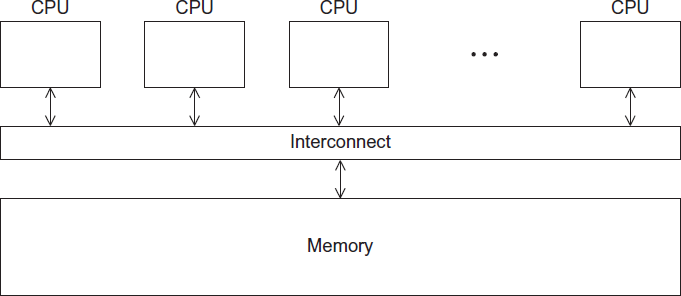 CPU CPU CPU CPU
...
Interconnect
Memory